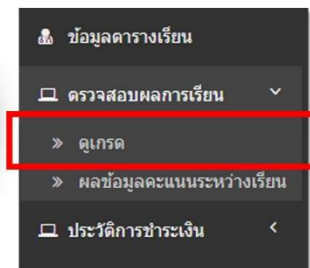 ข้อมูลตารางเรียน
ตรวจสอบผลการเรียน
» ดูเกรด
» ผลข้อมูลคะแนนระหว่างเรียน
ประวัติการชำระเงิน